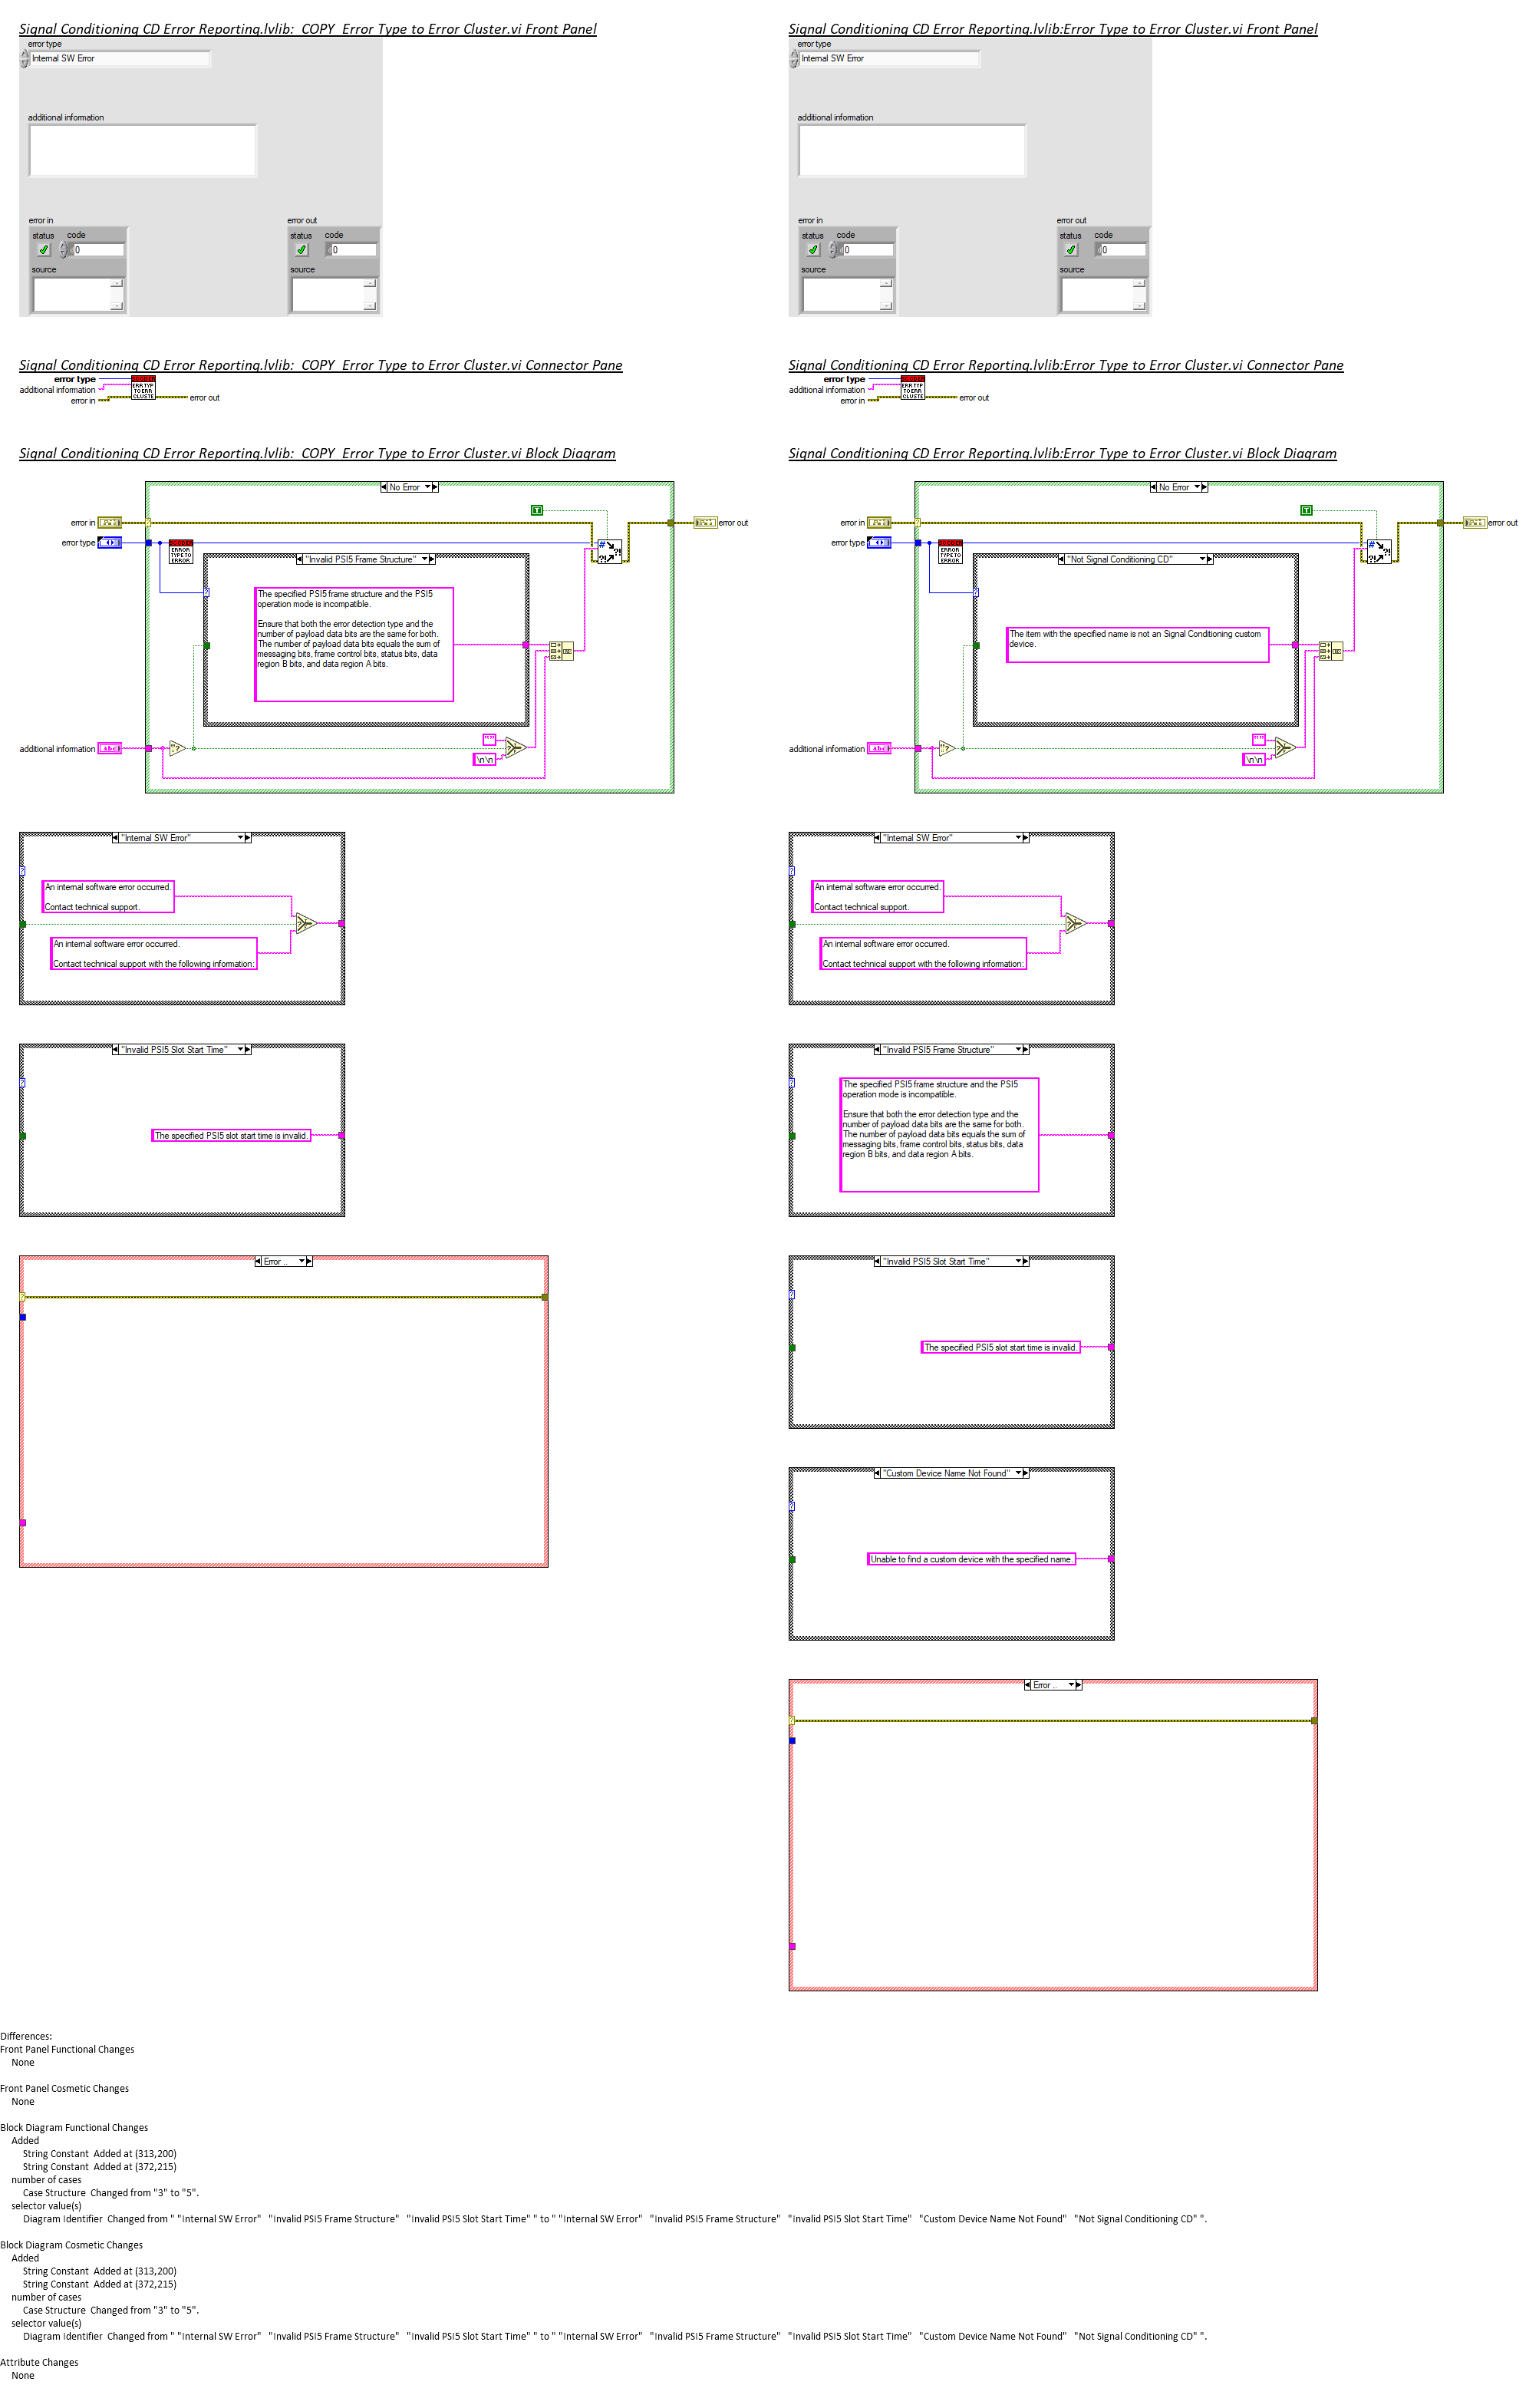 Signal Conditioning CD Error Reporting.lvlib:_COPY_Error Type to Error Cluster.vi Front Panel
error type
Internal SW Error
additional information
error in
status code
0
source
error out
status code
0
source
Signal Conditioning CD Error Reporting.lvlib:Error Type to Error Cluster.vi Front Panel
error type
Internal SW Error
additional information
error in
status code
0
source
error out
status code
0
source
Signal Conditioning CD Error Reporting.lvlib:_COPY_Error Type to Error Cluster.vi Connector Pane
error type
additional information
error in
ERR TYP
TO ERR
CLUSTE
error out
Signal Conditioning CD Error Reporting.lvlib:Error Type to Error Cluster.vi Connector Pane
error type
additional information
error in
ERR TYP
TO ERR
CLUSTE
error out
Signal Conditioning CD Error Reporting.lvlib:_COPY_Error Type to Error Cluster.vi Block Diagram
No Error
T
error in
error out
error type
ERROR
TYPE TO
ERROR
"Invalid PSI5 Frame Structure"
The specified PSI5 frame structure and the PSI5
operation mode is incompatible.
Ensure that both the error detection type and the
number of payload data bits are the same for both.
The number of payload data bits equals the sum of
messaging bits, frame control bits, status bits, data
region B bits, and data region A bits.
additional information
abc
\n\n
"Internal SW Error"
An internal software error occurred.
Contact technical support.
An internal software error occurred.
Contact technical support with the following information:
"Invalid PSI5 Slot Start Time"
The specified PSI5 slot start time is invalid.
Error ..
Signal Conditioning CD Error Reporting.lvlib:Error Type to Error Cluster.vi Block Diagram
No Error
T
error in
error out
error type
ERROR
TYPE TO
ERROR
"Not Signal Conditioning CD"
The item with the specified name is not an Signal Conditioning custom
device.
additional information
abc
\n\n
"Internal SW Error"
An internal software error occurred.
Contact technical support.
An internal software error occurred.
Contact technical support with the following information:
"Invalid PSI5 Frame Structure"
The specified PSI5 frame structure and the PSI5
operation mode is incompatible.
Ensure that both the error detection type and the
number of payload data bits are the same for both.
The number of payload data bits equals the sum of
messaging bits, frame control bits, status bits, data
region B bits, and data region A bits.
"Invalid PSI5 Slot Start Time"
The specified PSI5 slot start time is invalid.
"Custom Device Name Not Found"
Unable to find a custom device with the specified name.
Error ..
Differences:
Front Panel Functional Changes
None
Front Panel Cosmetic Changes
None
Block Diagram Functional Changes
Added
String Constant Added at (313,200)
String Constant Added at (372,215)
number of cases
Case Structure Changed from "3" to "5".
selector value(s)
Diagram Identifier Changed from " "Internal SW Error" "Invalid PSI5 Frame Structure" "Invalid PSI5 Slot Start Time" " to " "Internal SW Error" "Invalid PSI5 Frame Structure" "Invalid PSI5 Slot Start Time" "Custom Device Name Not Found" "Not Signal Conditioning CD" ".
Block Diagram Cosmetic Changes
Added
String Constant Added at (313,200)
String Constant Added at (372,215)
number of cases
Case Structure Changed from "3" to "5".
selector value(s)
Diagram Identifier Changed from " "Internal SW Error" "Invalid PSI5 Frame Structure" "Invalid PSI5 Slot Start Time" " to " "Internal SW Error" "Invalid PSI5 Frame Structure" "Invalid PSI5 Slot Start Time" "Custom Device Name Not Found" "Not Signal Conditioning CD" ".
Attribute Changes
None